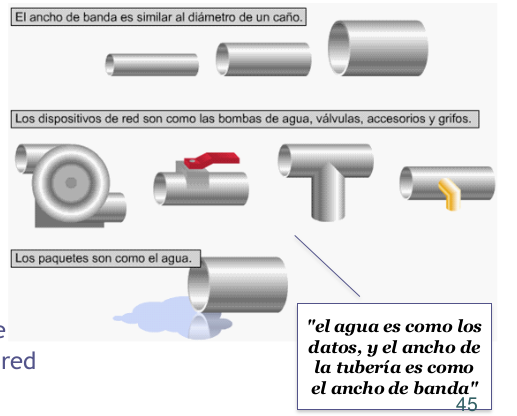 El ancho de banda es similar al diámetro de un caño.
Los dispositivos de red son como las bombas de agua, válvulas, accesorios y grifos.
Los paquetes son como el agua.
e
red
"el agua es como los
datos, y el ancho de
la tubería es como
el ancho de banda"
45